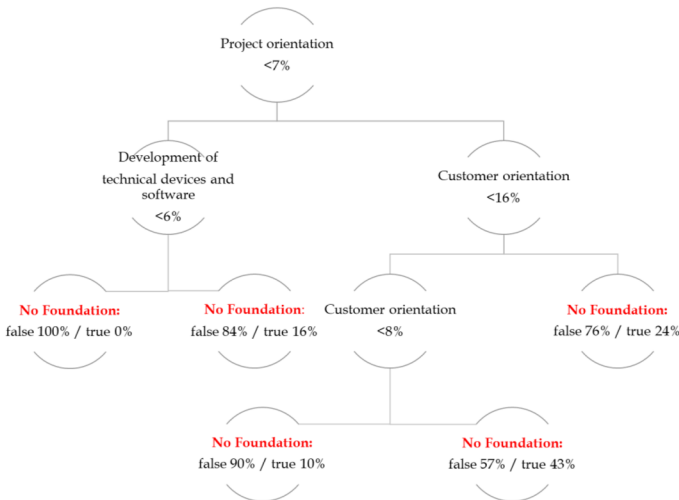 Project orientation
<7%
Development of
technical devices and
software
<6%
Customer orientation
<16%
No Foundation:
false 100% / true 0%
No Foundation:
false 84% / true 16%
Customer orientation
<8%
No Foundation:
false 76% / true 24%
No Foundation:
false 90% / true 10%
No Foundation:
false 57% / true 43%